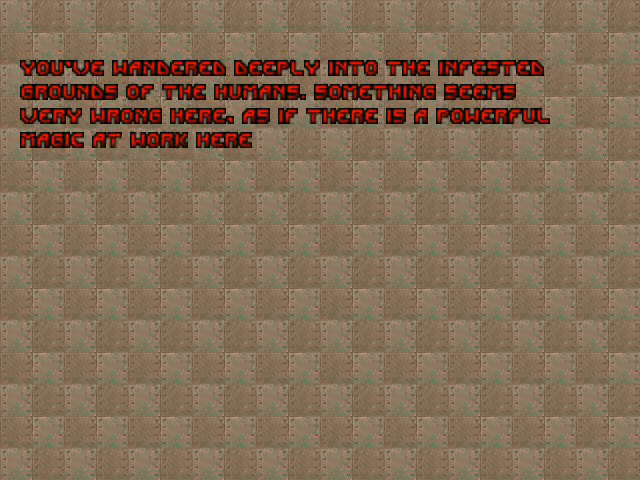 YOU'VE WANDERED DEEPLY INTO THE INFESTED
GROUNDS OF THE HUMANS. SOMETHING SEEMS
VERY WRONG HERE, AS IF THERE IS A POWERFUL
MAGIC AT WORK HERE